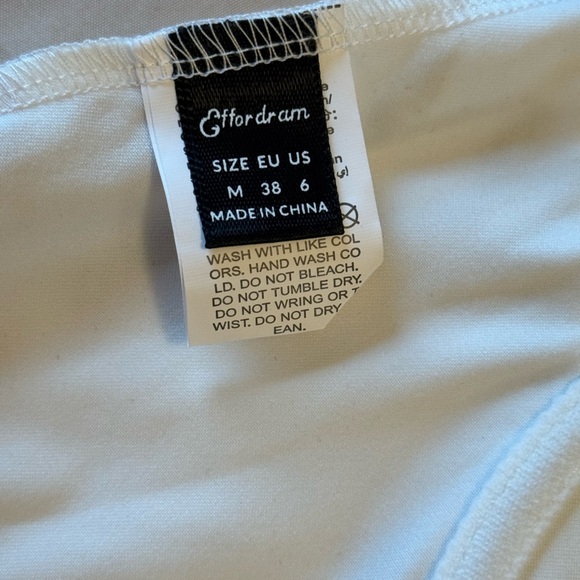 Effordram
SIZE EU US
M 38 6
MADE IN CHINA
WASH WITH LIKE COL
ORS. HAND WASH CO
LD. DO NOT BLEACH.
DO NOT TUMBLE DRY.
DO NOT WRING OR T
WIST. DO NOT DRY
EAN.